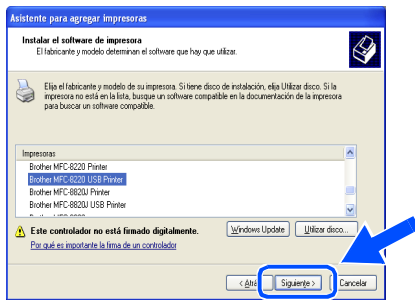 Asistente para agregar impresoras
Instalar el software de impresora
El fabricante y modelo determinan el software que hay que utilizar.
Elija el fabricante y modelo de su impresora. Si tiene disco de instalación, elija Utilizar disco. Si la
impresora no está en la lista, busque un software compatible en la documentación de la impresora
para buscar un software compatible.
Impresoras
Brother MFC-8220 Printer
Brother MFC-8220 USB Printer
Brother MFC-8820J Printer
Brother MFC-8820J USB Printer
Este controlador no está firmado digitalmente.
Por qué es importante la firma de un controlador
Windows Update
Utilizar disco...
< Atrá
Siguiente >
Cancelar